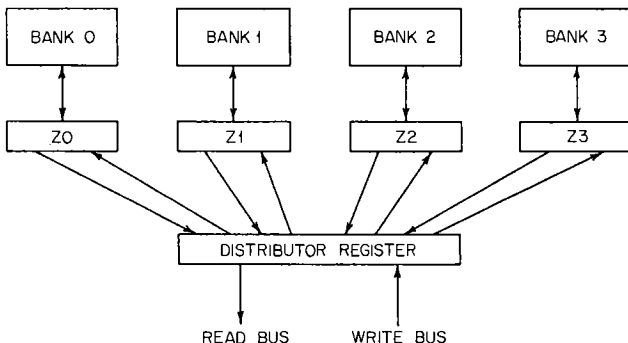 BANK 0 BANK 1 BANK 2 BANK 3
Z0 Z1 Z2 Z3
DISTRIBUTOR REGISTER
READ BUS WRITE BUS